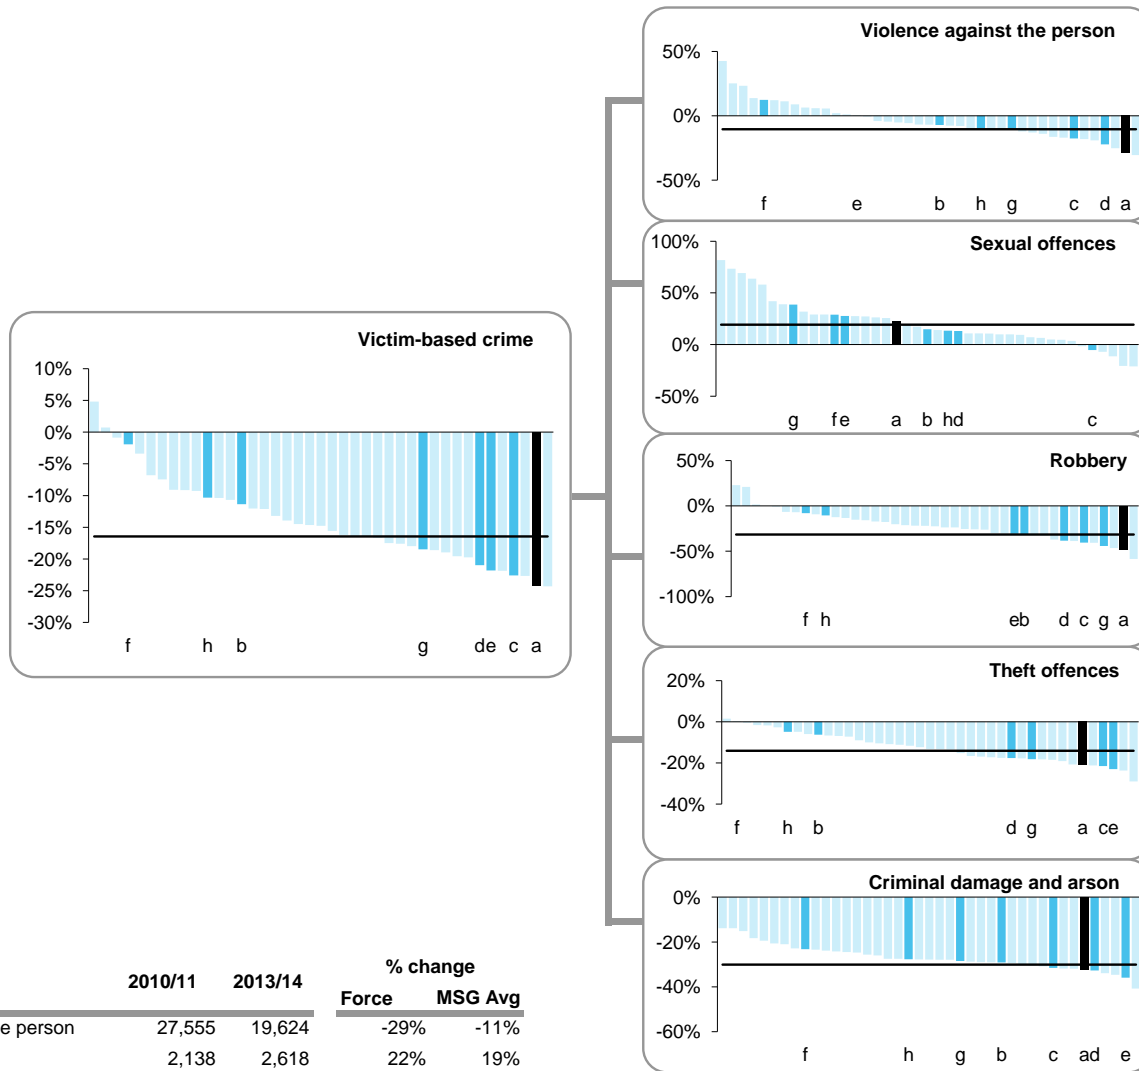 Victim-based crime
10%
5%
0%
-5%
-10%
-15%
-20%
-25%
-30%
f h b g de c a
Violence against the person
50%
0%
-50%
f e b h g c d a
Sexual offences
100%
50%
0%
-50%
g fe a b hd c
Robbery
50%
0%
-50%
-100%
f h eb d c g a
Theft offences
20%
0%
-20%
-40%
f h b d g a ce
Criminal damage and arson
0%
-20%
-40%
-60%
f h g b c ad e
2010/11 2013/14 % change
Force MSG Avg
e person 27,555 19,624 -29% -11%
2,138 2,618 22% 19%